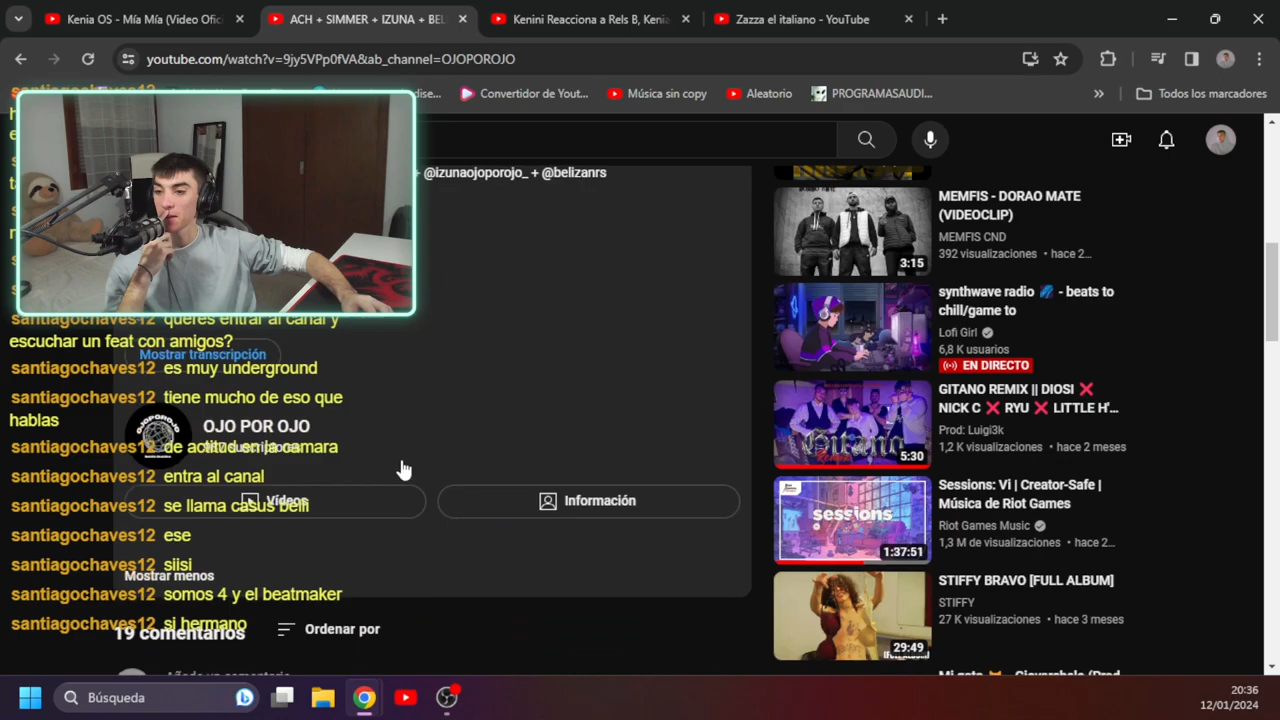 Kenia OS - Mía Mía (Video Ofici
ACH + SIMMER + IZUNA + BEL
Kenini Reacciona a Rels B, Kenia
Zazza el italiano - YouTube
youtube.com/watch?v=9jy5VPp0fVA&ab_channel=OJOPOROJO
Convertidor de Yout...
Música sin copy
Aleatorio
PROGRAMASAUDI...
Todos los marcadores
+ @izunaojoporojo_ + @belizanrs
santiagochaves12 queres entrar al canal y
escuchar un feat con amigos?
Mostrar transcripción
santiagochaves12 es muy underground
santiagochaves12 tiene mucho de eso que
hablas
OJO POR OJO
santiagochaves12 de actitud en la camara
santiagochaves12 entra al canal
Vídeos
Información
santiagochaves12 se llama casus belli
santiagochaves12 ese
santiagochaves12 siisi
Mostrar menos
santiagochaves12 somos 4 y el beatmaker
santiagochaves12 si hermano
19 comentarios
Ordenar por
MEMFIS - DORAO MATE
(VIDEOCLIP)
MEMFIS CND
392 visualizaciones • hace 2...
3:15
synthwave radio - beats to
chill/game to
Lofi Girl
6,8 K usuarios
EN DIRECTO
GITANO REMIX || DIOSI ❌
NICK C ❌ RYU ❌ LITTLE H'...
Prod: Luigi3k
1,2 K visualizaciones • hace 2 meses
Gitano
5:30
Sessions: Vi | Creator-Safe |
Música de Riot Games
Riot Games Music
1,3 M de visualizaciones • hace 2...
sessions
1:37:51
STIFFY BRAVO [FULL ALBUM]
STIFFY
27 K visualizaciones • hace 3 meses
29:49
Búsqueda
20:36
12/01/2024